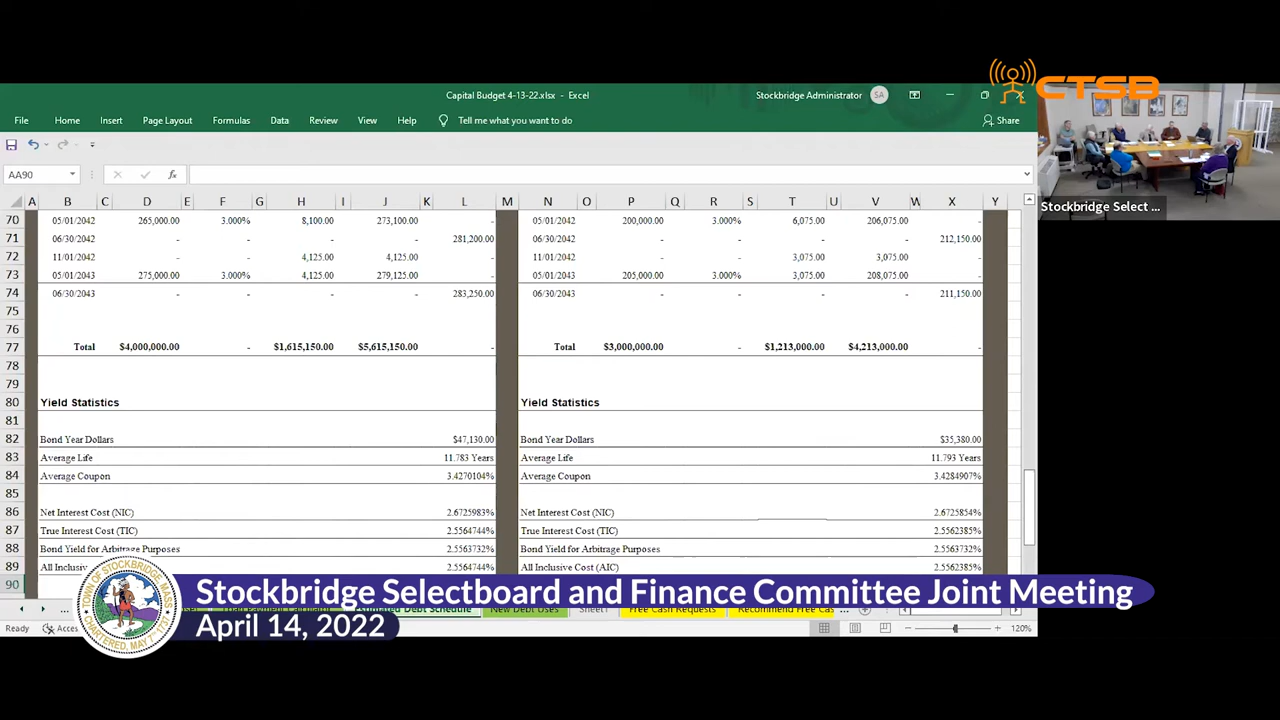 CTSB
Capital Budget 4-13-22.xlsx - Excel
Stockbridge Administrator SA
File Home Insert Page Layout Formulas Data Review View Help Tell me what you want to do Share
AA90 fx
Stockbridge Select ...
A B C D E F G H I J K L M N O P Q R S T U V W X Y
70 05/01/2042 265,000.00 3.000% 8,100.00 273,100.00 - 05/01/2042 200,000.00 3.000% 6,075.00 206,075.00 -
71 06/30/2042 - - - - 281,200.00 06/30/2042 - - - - 212,150.00
72 11/01/2042 - - 4,125.00 4,125.00 - 11/01/2042 - - 3,075.00 3,075.00 -
73 05/01/2043 275,000.00 3.000% 4,125.00 279,125.00 - 05/01/2043 205,000.00 3.000% 3,075.00 208,075.00 -
74 06/30/2043 - - - - 283,250.00 06/30/2043 - - - - 211,150.00
75
76
77 Total $4,000,000.00 - $1,615,150.00 $5,615,150.00 - Total $3,000,000.00 - $1,213,000.00 $4,213,000.00 -
78
79
80 Yield Statistics Yield Statistics
81
82 Bond Year Dollars $47,130.00 Bond Year Dollars $35,380.00
83 Average Life 11.783 Years Average Life 11.793 Years
84 Average Coupon 3.4270104% Average Coupon 3.4284907%
85
86 Net Interest Cost (NIC) 2.6725983% Net Interest Cost (NIC) 2.6725854%
87 True Interest Cost (TIC) 2.5564744% True Interest Cost (TIC) 2.5562385%
88 Bond Yield for Arbitrage Purposes 2.5563732% Bond Yield for Arbitrage Purposes 2.5563732%
89 All Inclusiv 2.5564744% All Inclusive Cost (AIC) 2.5562385%
90
Stockbridge Selectboard and Finance Committee Joint Meeting
... Estimated Debt Schedule New Debt Uses Sheet1 Free Cash Requests Recommend Free Cas ...
April 14, 2022
Ready Acces 120%
TOWN OF STOCKBRIDGE